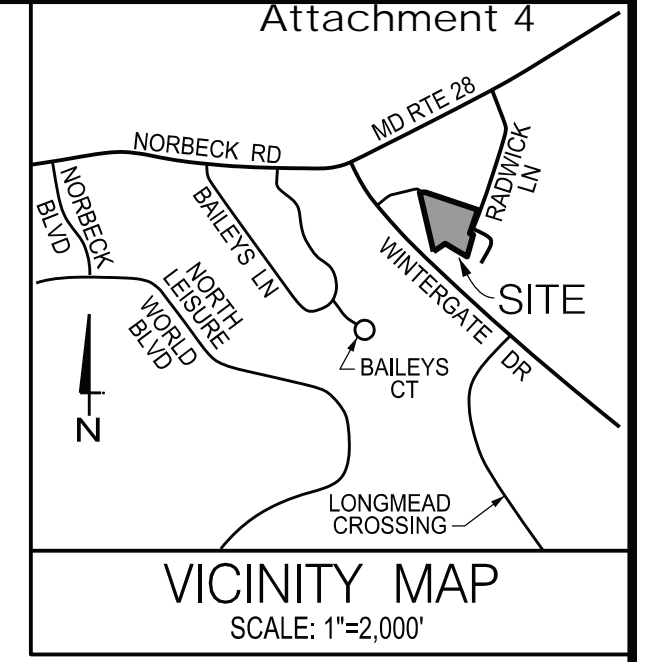 Attachment 4
MD RTE 28
NORBECK RD
RADWICK
LN
NORBECK
BLVD
BAILEYS LN
NORTH
LEISURE
WORLD
BLVD
WINTERGATE
DR
SITE
BAILEYS
CT
N
LONGMEAD
CROSSING
VICINITY MAP
SCALE: 1"=2,000'